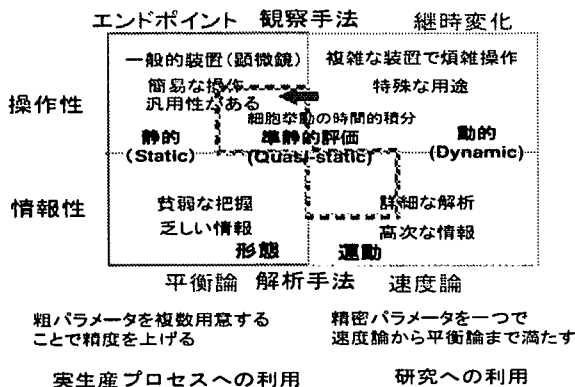 エンドポイント 観察手法 継時変化
一般的装置(顕微鏡) 複雑な装置で煩雑操作
簡易な操作 特殊な用途
汎用性がある
操作性
細胞挙動の時間的積分
静的 準静的評価 動的
(Static) (Quasi-static) (Dynamic)
情報性
貧弱な把握 詳細な解析
乏しい情報 高次な情報
形態 運動
平衡論 解析手法 速度論
粗パラメータを複数用意する 精密パラメータを一つで
ことで精度を上げる 速度論から平衡論まで満たす
実生産プロセスへの利用 研究への利用